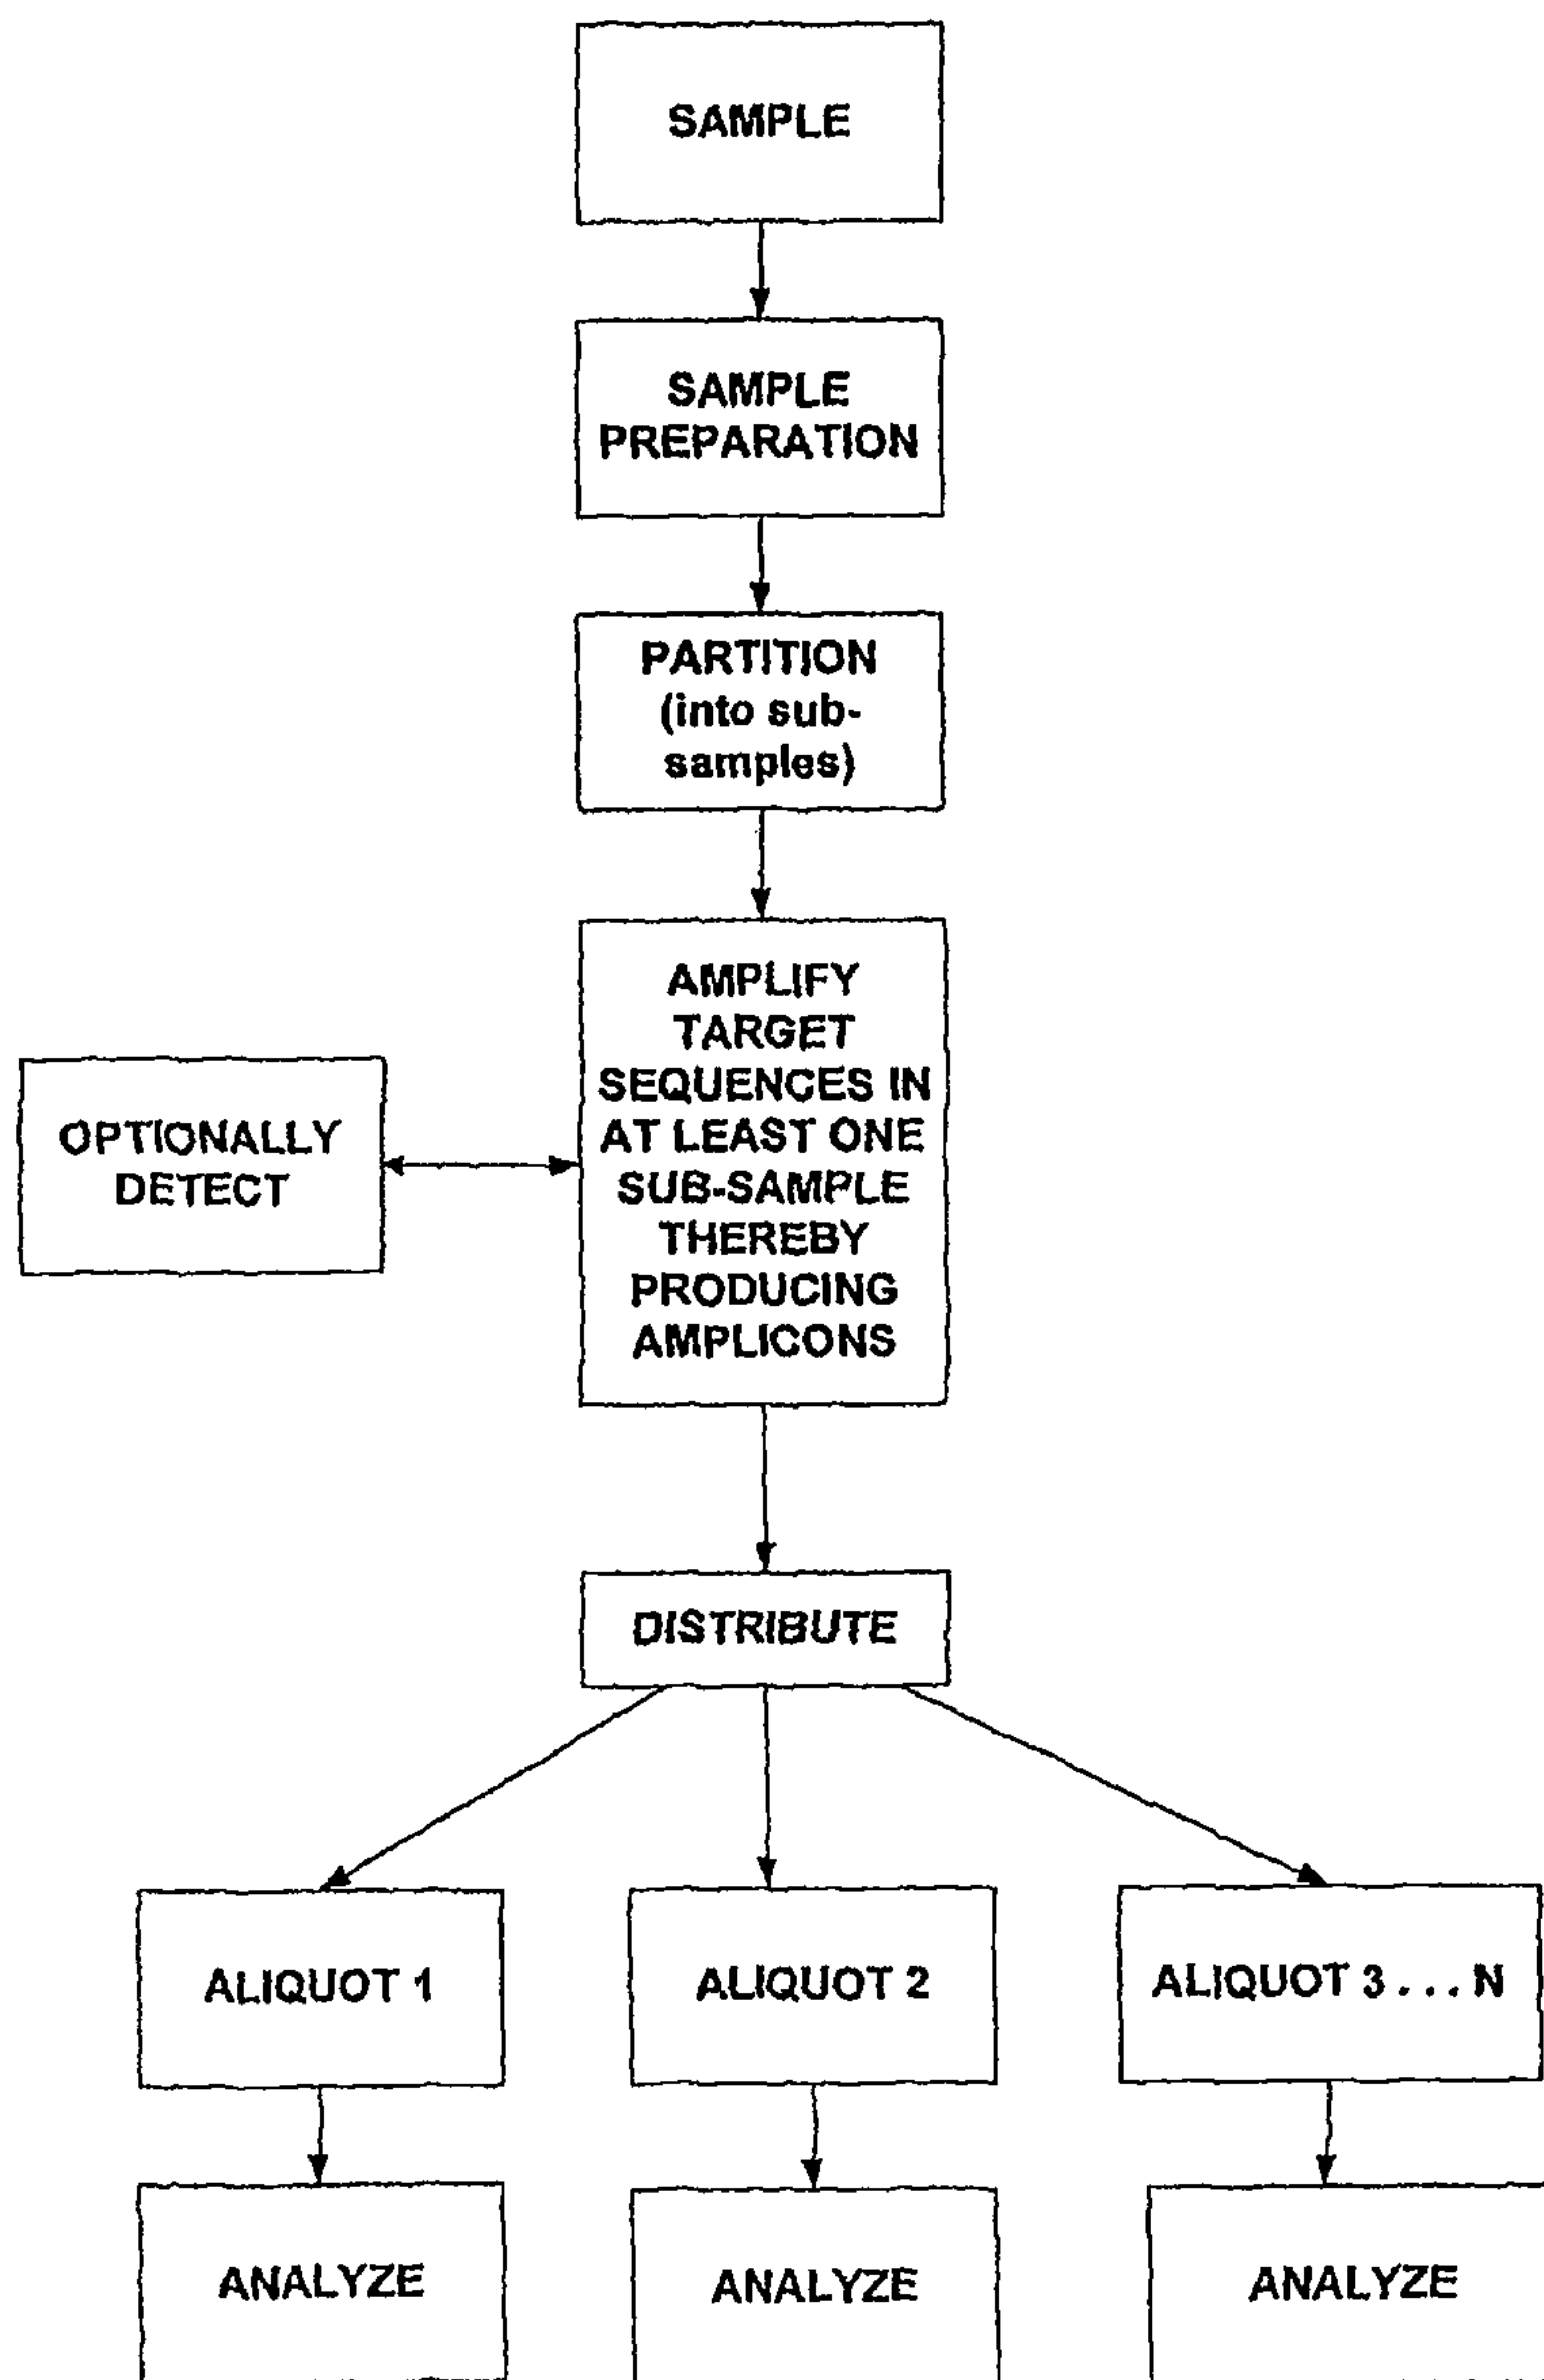 SAMPLE
SAMPLE
PREPARATION
PARTITION
(into sub-
samples)
AMPLIFY
TARGET
SEQUENCES IN
AT LEAST ONE
SUB-SAMPLE
THEREBY
PRODUCING
AMPLICONS
OPTIONALLY
DETECT
DISTRIBUTE
ALIQUOT 1
ALIQUOT 2
ALIQUOT 3 . . . N
ANALYZE
ANALYZE
ANALYZE